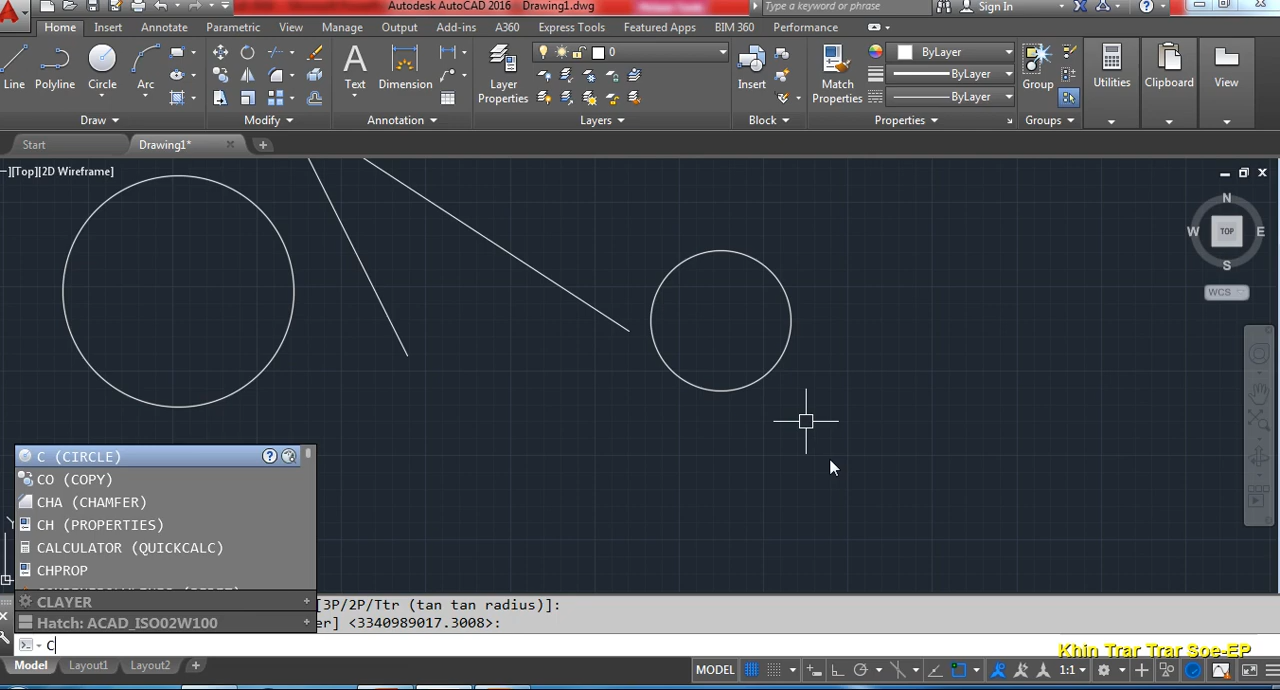 Autodesk AutoCAD 2016 Drawing1.dwg
Type a keyword or phrase
Sign In
Home Insert Annotate Parametric View Manage Output Add-ins A360 Express Tools Featured Apps BIM 360 Performance
Line Polyline Circle Arc
Text Dimension
Layer Properties
0
Insert
Match Properties
ByLayer
ByLayer
ByLayer
Group
Utilities
Clipboard
View
Draw Modify Annotation Layers Block Properties Groups
Start Drawing1*
][Top][2D Wireframe]
N
W TOP E
S
WCS
C (CIRCLE)
CO (COPY)
CHA (CHAMFER)
CH (PROPERTIES)
CALCULATOR (QUICKCALC)
CHPROP
CLAYER
Hatch: ACAD_ISO02W100
Y
[3P/2P/Ttr (tan tan radius)]:
er] <3340989017.3008>:
C
Khin Trar Trar Soe-EP
Model Layout1 Layout2
MODEL
1:1